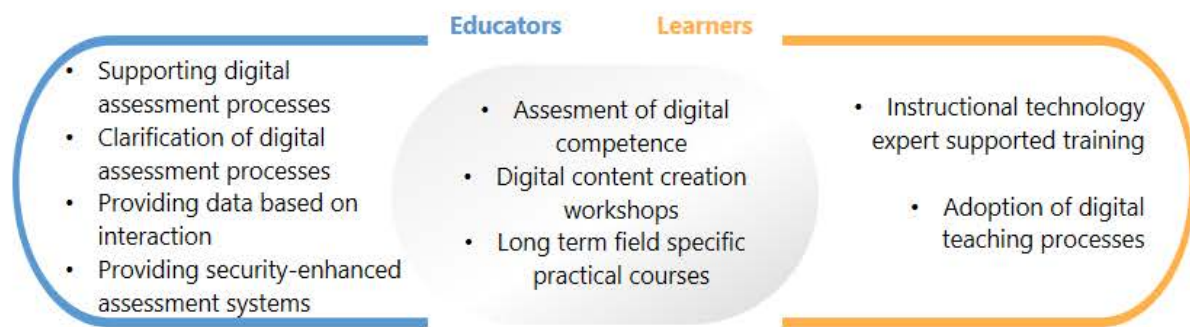 Educators Learners
• Supporting digital
assessment processes
• Clarification of digital
assessment processes
• Providing data based on
interaction
• Providing security-enhanced
assessment systems
• Assesment of digital
competence
• Digital content creation
workshops
• Long term field specific
practical courses
• Instructional technology
expert supported training
• Adoption of digital
teaching processes